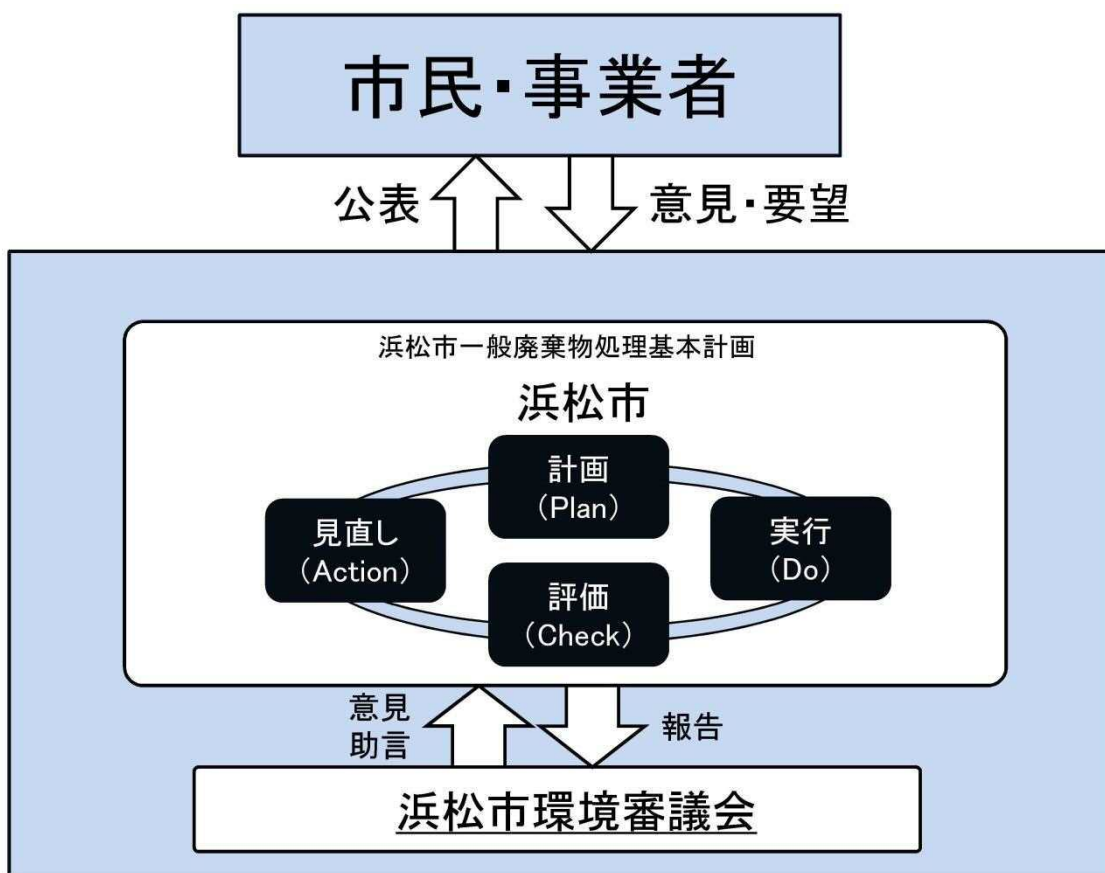 市民・事業者
公表
意見・要望
浜松市一般廃棄物処理基本計画
浜松市
計画
(Plan)
見直し
(Action)
実行
(Do)
評価
(Check)
意見
助言
報告
浜松市環境審議会